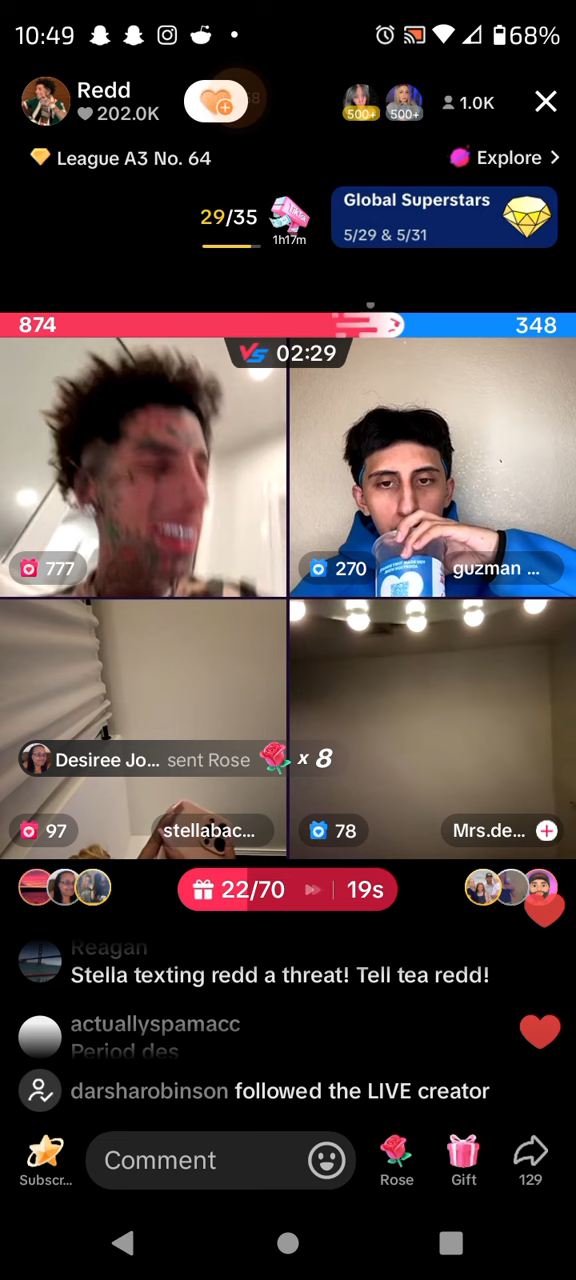 10:49
68%
Redd
202.0K
500+
500+
1.0K
League A3 No. 64
Explore >
29/35
1h17m
Global Superstars
5/29 & 5/31
874
348
VS 02:29
777
270
guzman ...
Desiree Jo... sent Rose x 8
97
stellabac...
78
Mrs.de...
22/70
19s
Reagan
Stella texting redd a threat! Tell tea redd!
actuallyspamacc
Period des
darsharobinson followed the LIVE creator
Subscr...
Comment
Rose
Gift
129